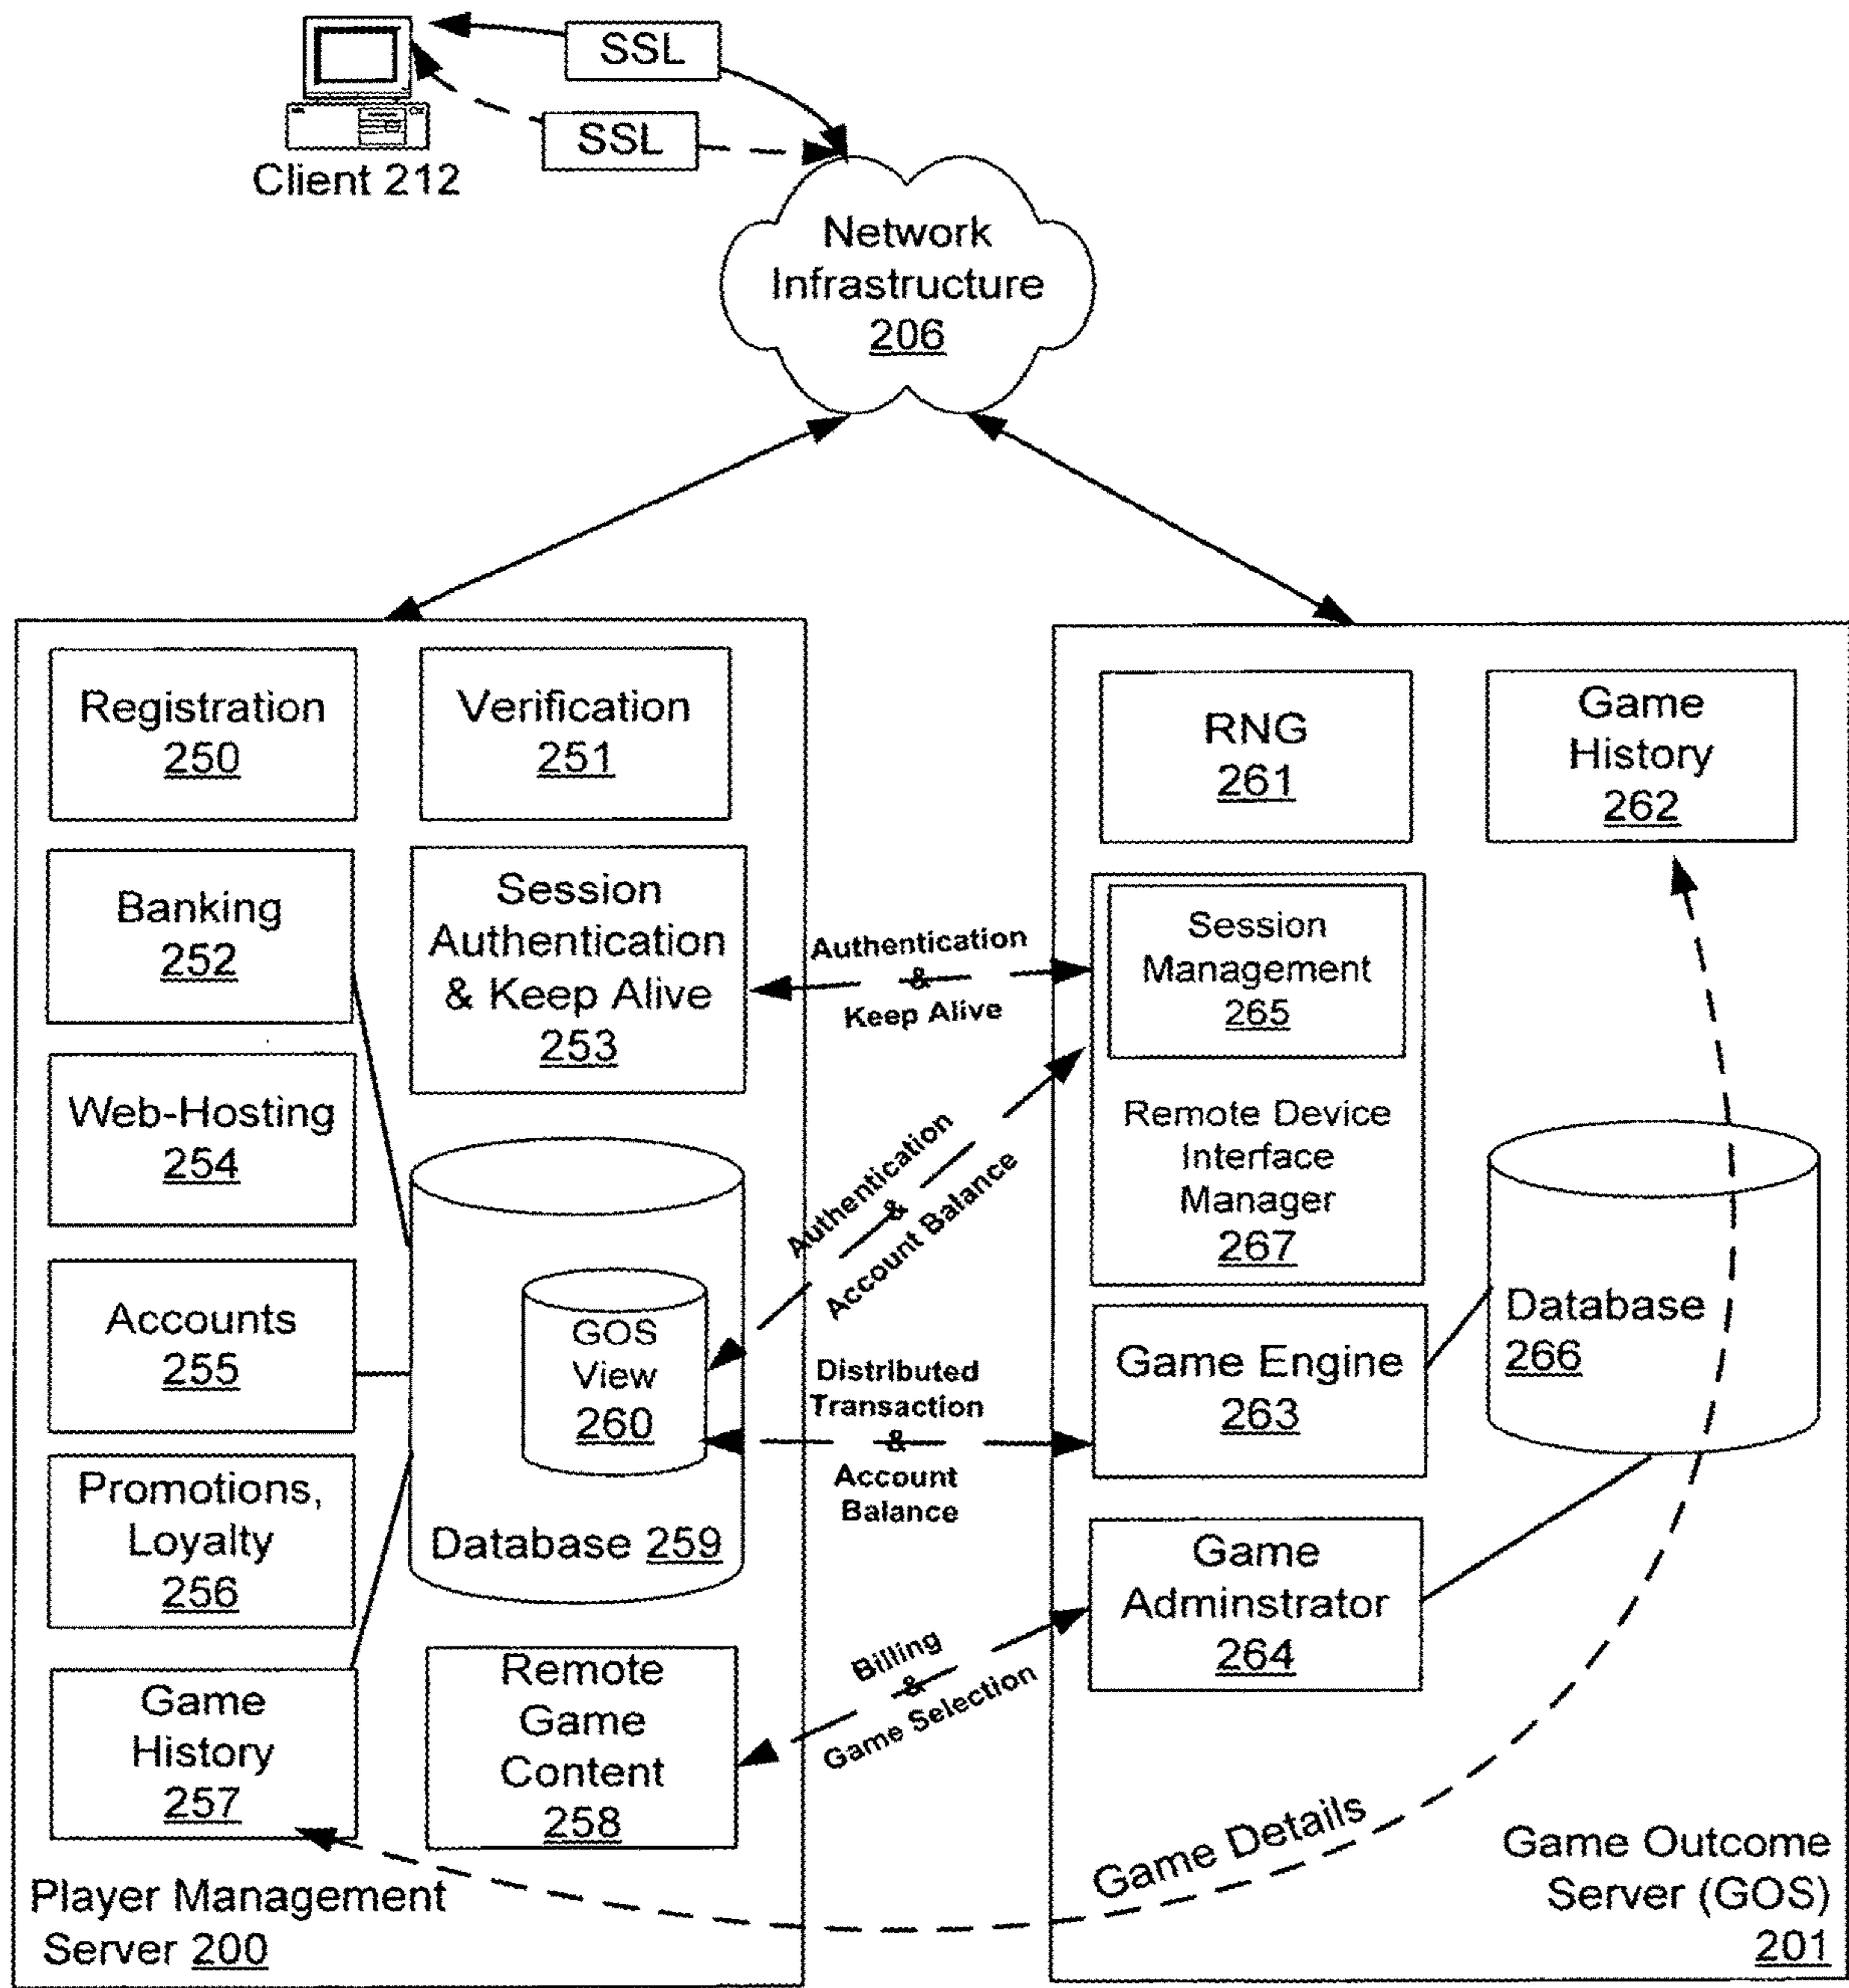 SSL
SSL
Client 212
Network
Infrastructure
206
Registration
250
Verification
251
Banking
252
Session
Authentication
& Keep Alive
253
Web-Hosting
254
Accounts
255
Promotions,
Loyalty
256
Game
History
257
GOS
View
260
Database 259
Remote
Game
Content
258
Player Management
Server 200
Authentication
&
Keep Alive
Authentication
&
Account Balance
Distributed
Transaction
&
Account
Balance
Billing
&
Game Selection
Game Details
RNG
261
Game
History
262
Session
Management
265
Remote Device
Interface
Manager
267
Game Engine
263
Database
266
Game
Adminstrator
264
Game Outcome
Server (GOS)
201